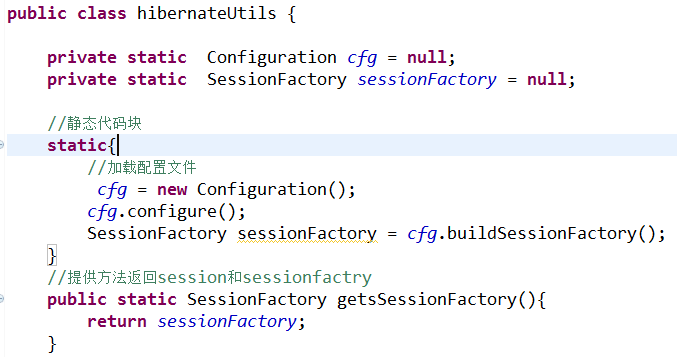 public class hibernateUtils {
private static  Configuration cfg = null;
private static  SessionFactory sessionFactory = null;
//静态代码块
static{
//加载配置文件
cfg = new Configuration();
cfg.configure();
SessionFactory sessionFactory = cfg.buildSessionFactory();
}
//提供方法返回session和sessionfactry
public static SessionFactory getsSessionFactory(){
return sessionFactory;
}